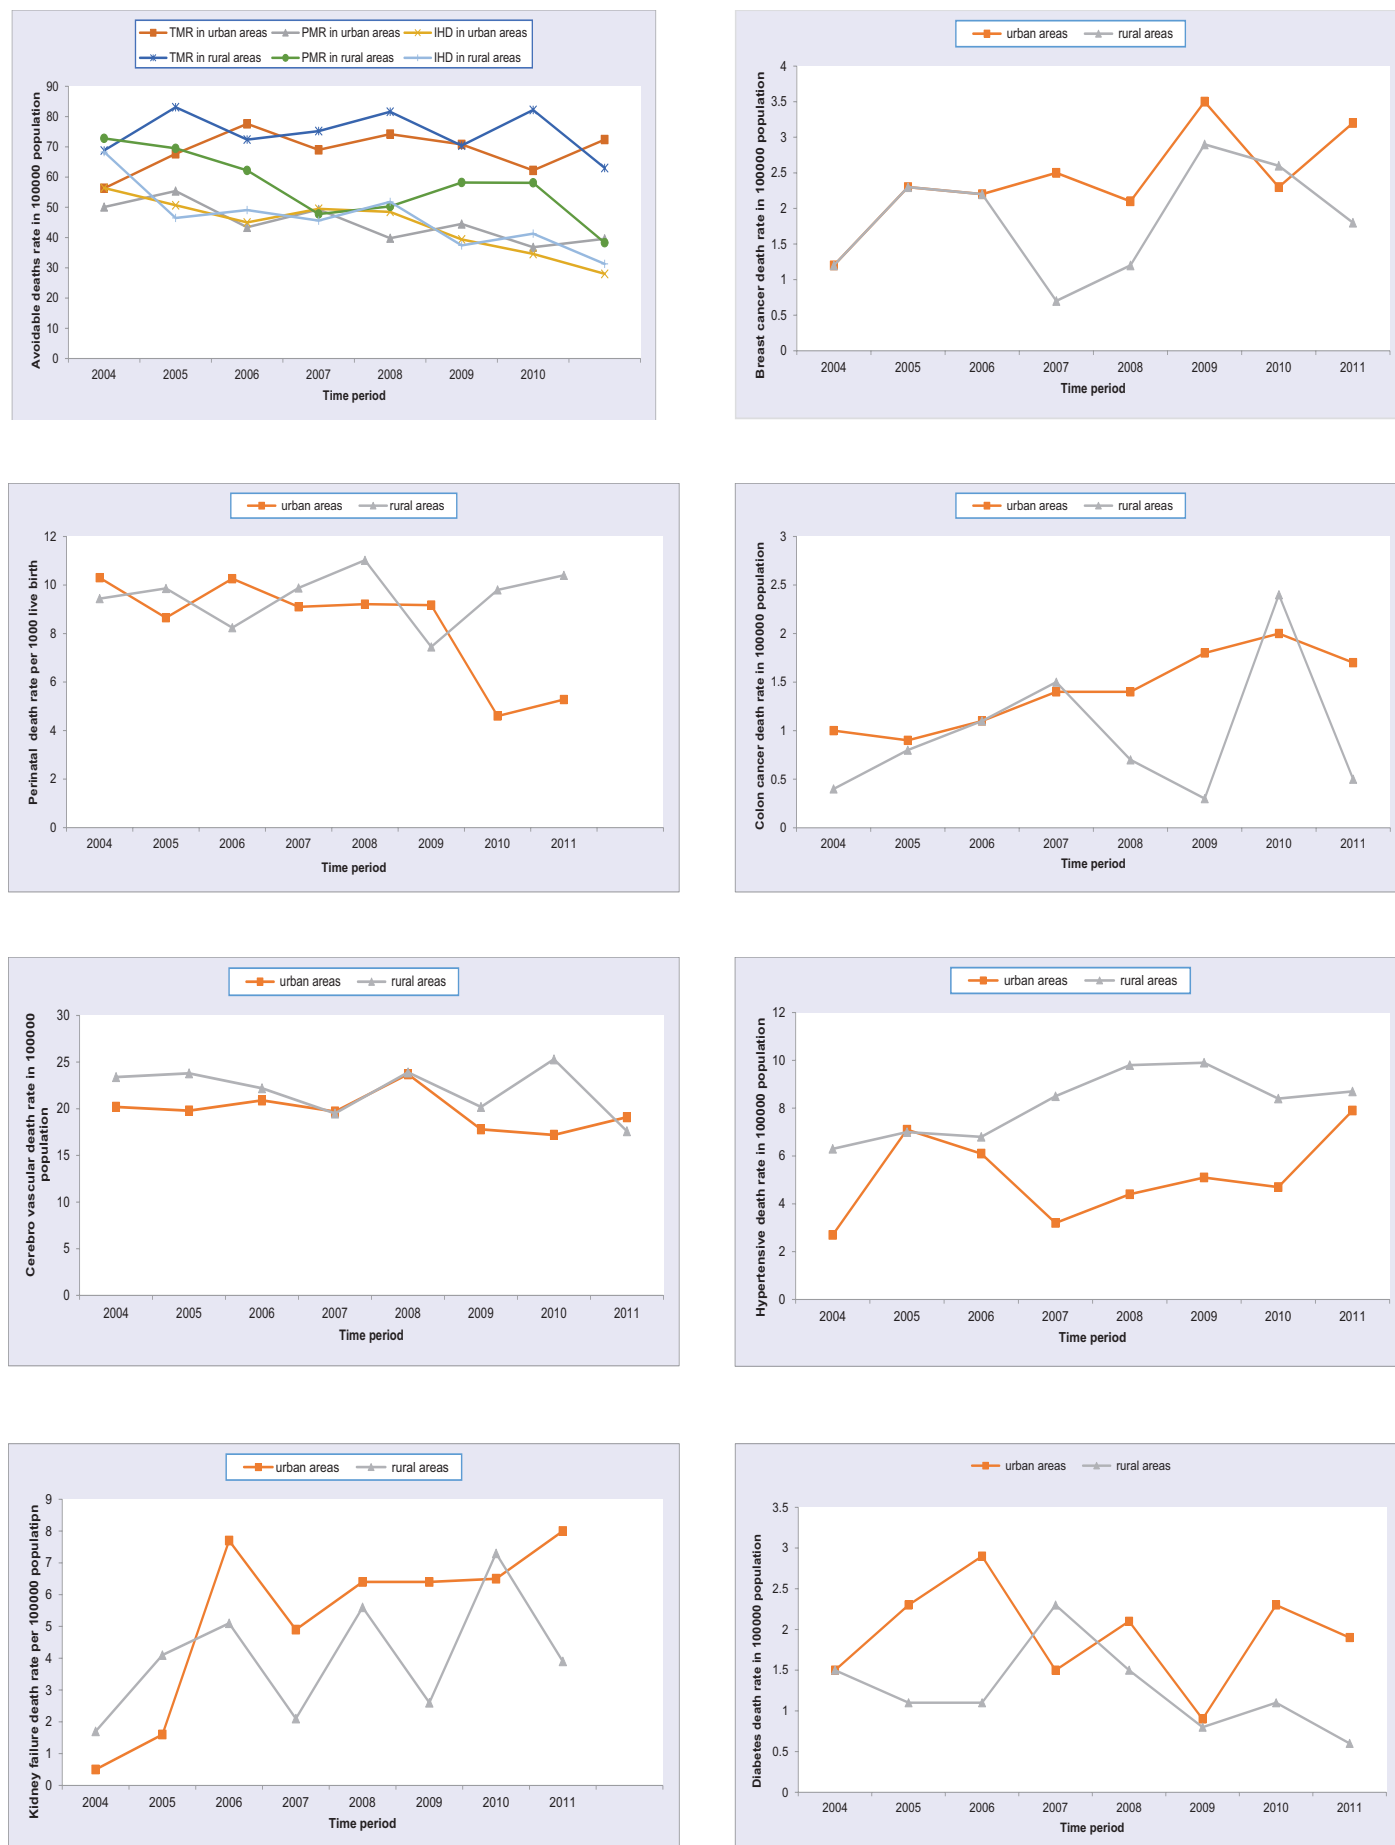 TMR in urban areas PMR in urban areas IHD in urban areas
TMR in rural areas PMR in rural areas IHD in rural areas
Avoidable deaths rate in 100000 population
90
80
70
60
50
40
30
20
10
0
2004 2005 2006 2007 2008 2009 2010
Time period
urban areas rural areas
Breast cancer death rate in 100000 population
4
3.5
3
2.5
2
1.5
1
0.5
0
2004 2005 2006 2007 2008 2009 2010 2011
Time period
urban areas rural areas
Perinatal death rate per 1000 live birth
12
10
8
6
4
2
0
2004 2005 2006 2007 2008 2009 2010 2011
Time period
urban areas rural areas
Colon cancer death rate in 100000 population
3
2.5
2
1.5
1
0.5
0
2004 2005 2006 2007 2008 2009 2010 2011
Time period
urban areas rural areas
Cerebro vascular death rate in 100000
population
30
25
20
15
10
5
0
2004 2005 2006 2007 2008 2009 2010 2011
Time period
urban areas rural areas
Hypertensive death rate in 100000 population
12
10
8
6
4
2
0
2004 2005 2006 2007 2008 2009 2010 2011
Time period
urban areas rural areas
Kidney failure death rate per 100000 populatipn
9
8
7
6
5
4
3
2
1
0
2004 2005 2006 2007 2008 2009 2010 2011
Time period
urban areas rural areas
Diabetes death rate in 100000 population
3.5
3
2.5
2
1.5
1
0.5
0
2004 2005 2006 2007 2008 2009 2010 2011
Time period